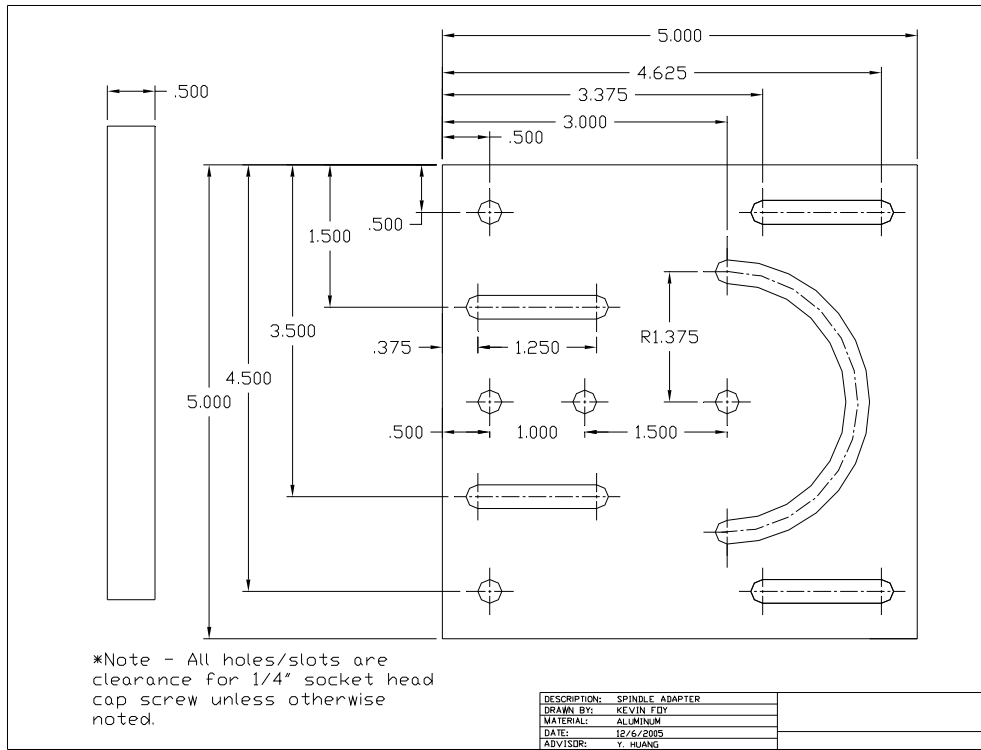 5.000
4.625
3.375
3.000
.500
.500
.500
1.500
3.500
4.500
5.000
.375
1.250
R1.375
.500
1.000
1.500
*Note - All holes/slots are
clearance for 1/4" socket head
cap screw unless otherwise
noted.
DESCRIPTION: SPINDLE ADAPTER
DRAWN BY: KEVIN FOY
MATERIAL: ALUMINUM
DATE: 12/6/2005
ADVISOR: Y. HUANG